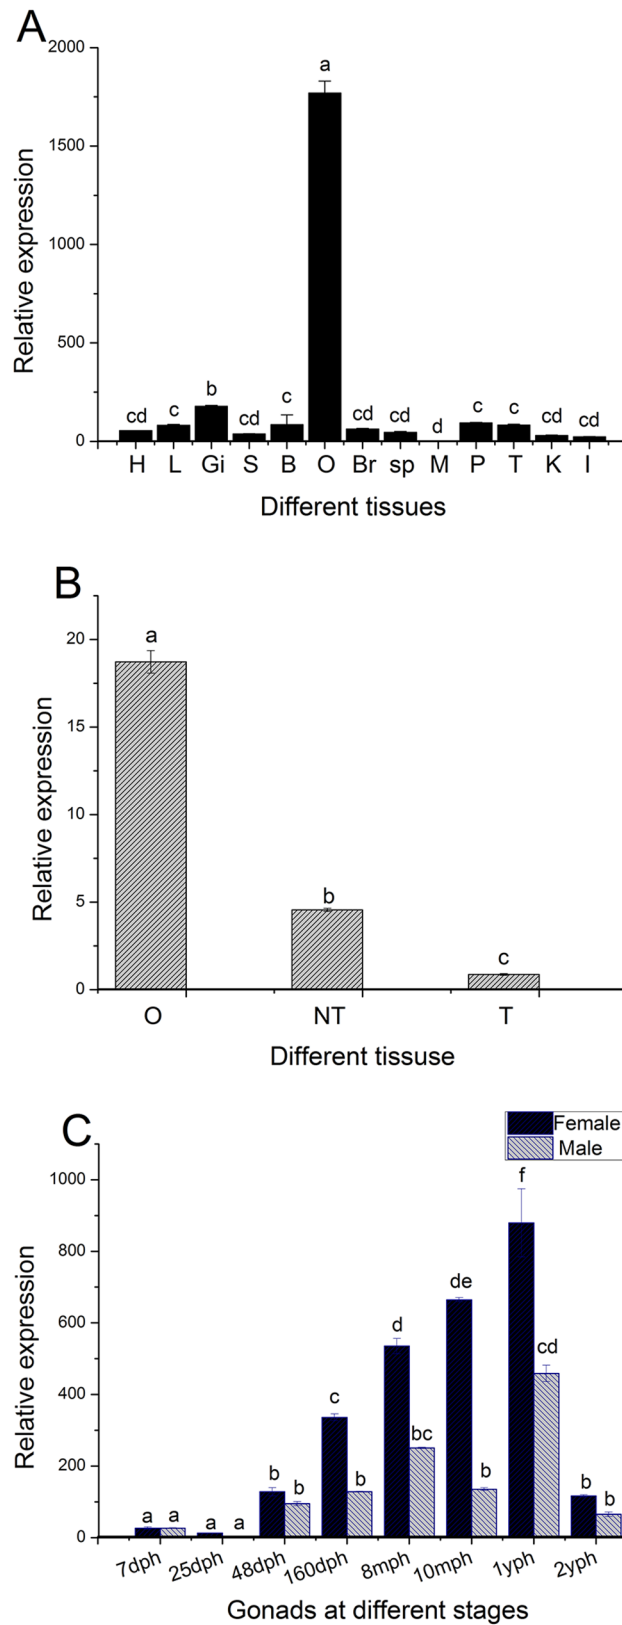 A
2000
a
1500
Relative expression
1000
500
cd c b cd c cd cd d c c cd cd
0
H L Gi S B O Br sp M P T K I
Different tissues
B
20
a
15
Relative expression
10
5
b
c
0
O NT T
Different tissuse
C
Female
Male
1000
f
800
de
Relative expression
600
d
cd
400
c
bc
200
b b b b b b
a a a a
0
7dph 25dph 48dph 160dph 8mph 10mph 1yph 2yph
Gonads at different stages